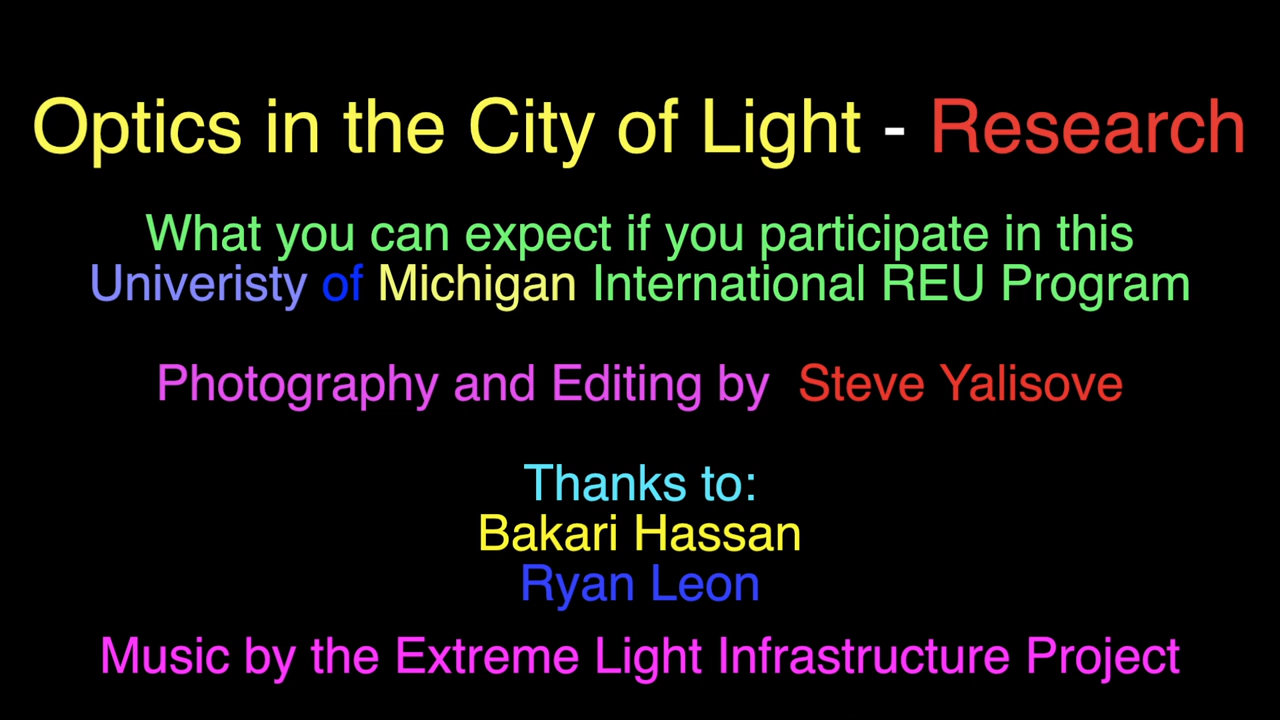 Optics in the City of Light - Research
What you can expect if you participate in this
Univeristy of Michigan International REU Program
Photography and Editing by Steve Yalisove
Thanks to:
Bakari Hassan
Ryan Leon
Music by the Extreme Light Infrastructure Project